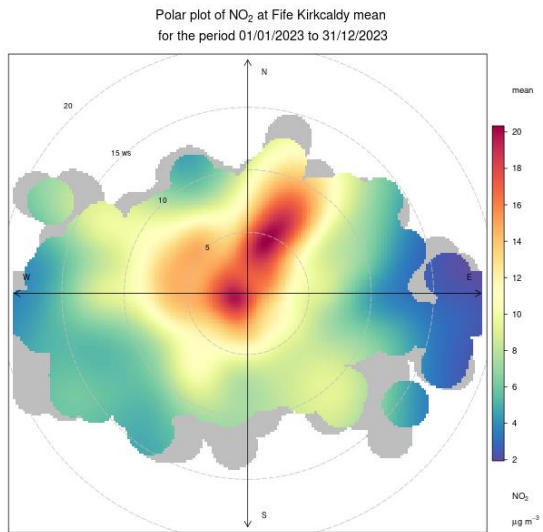 Polar plot of NO₂ at Fife Kirkcaldy mean
for the period 01/01/2023 to 31/12/2023
N
mean
20
20
18
15 ws
16
10
14
5
12
W
E
10
8
6
4
2
NO₂
S
µg m⁻³